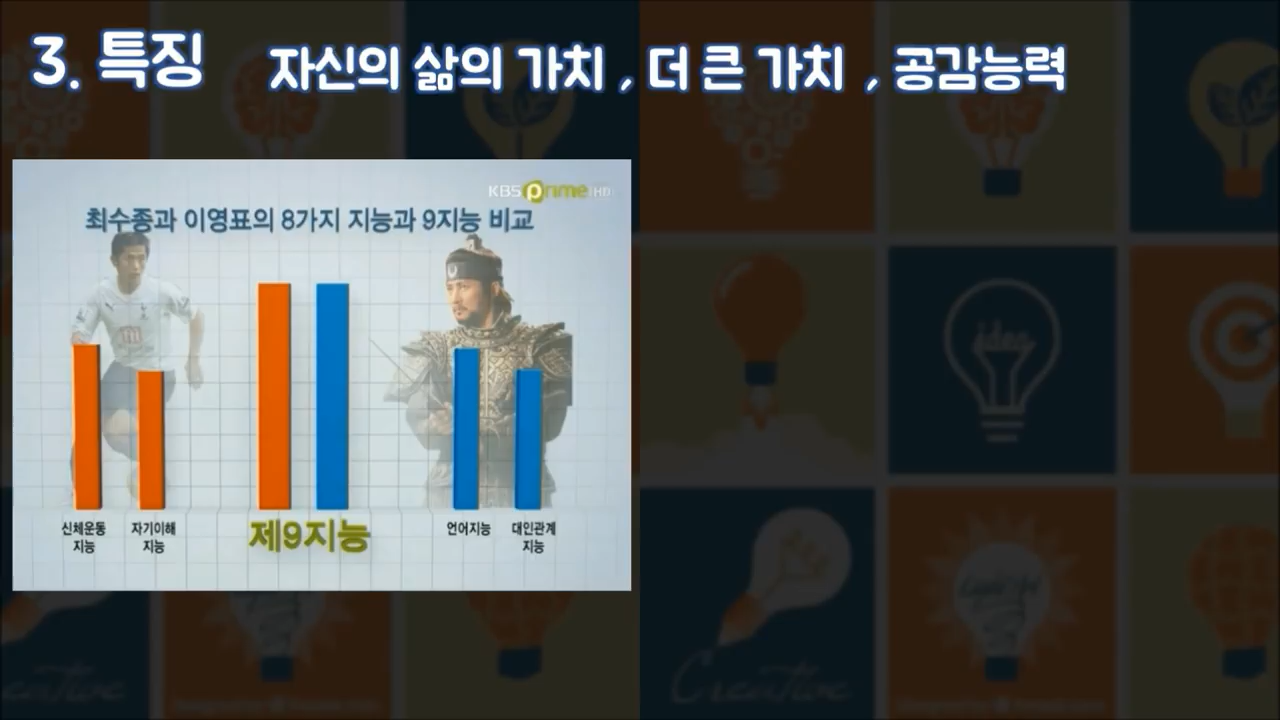 3. 특징
자신의 삶의 가치 , 더 큰 가치 , 공감능력
KBS prime HD
최수종과 이영표의 8가지 지능과 9지능 비교
신체운동
지능
자기이해
지능
제9지능
언어지능
대인관계
지능
idea
Creative